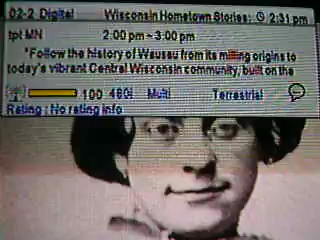 02-2 Digital Wisconsin Hometown Stories: 2:31 pm
tpt MN 2:00 pm ~ 3:00 pm
"Follow the history of Wausau from its milling origins to
today's vibrant Central Wisconsin community, built on the
100 480i Multi Terrestrial
Rating : No rating info